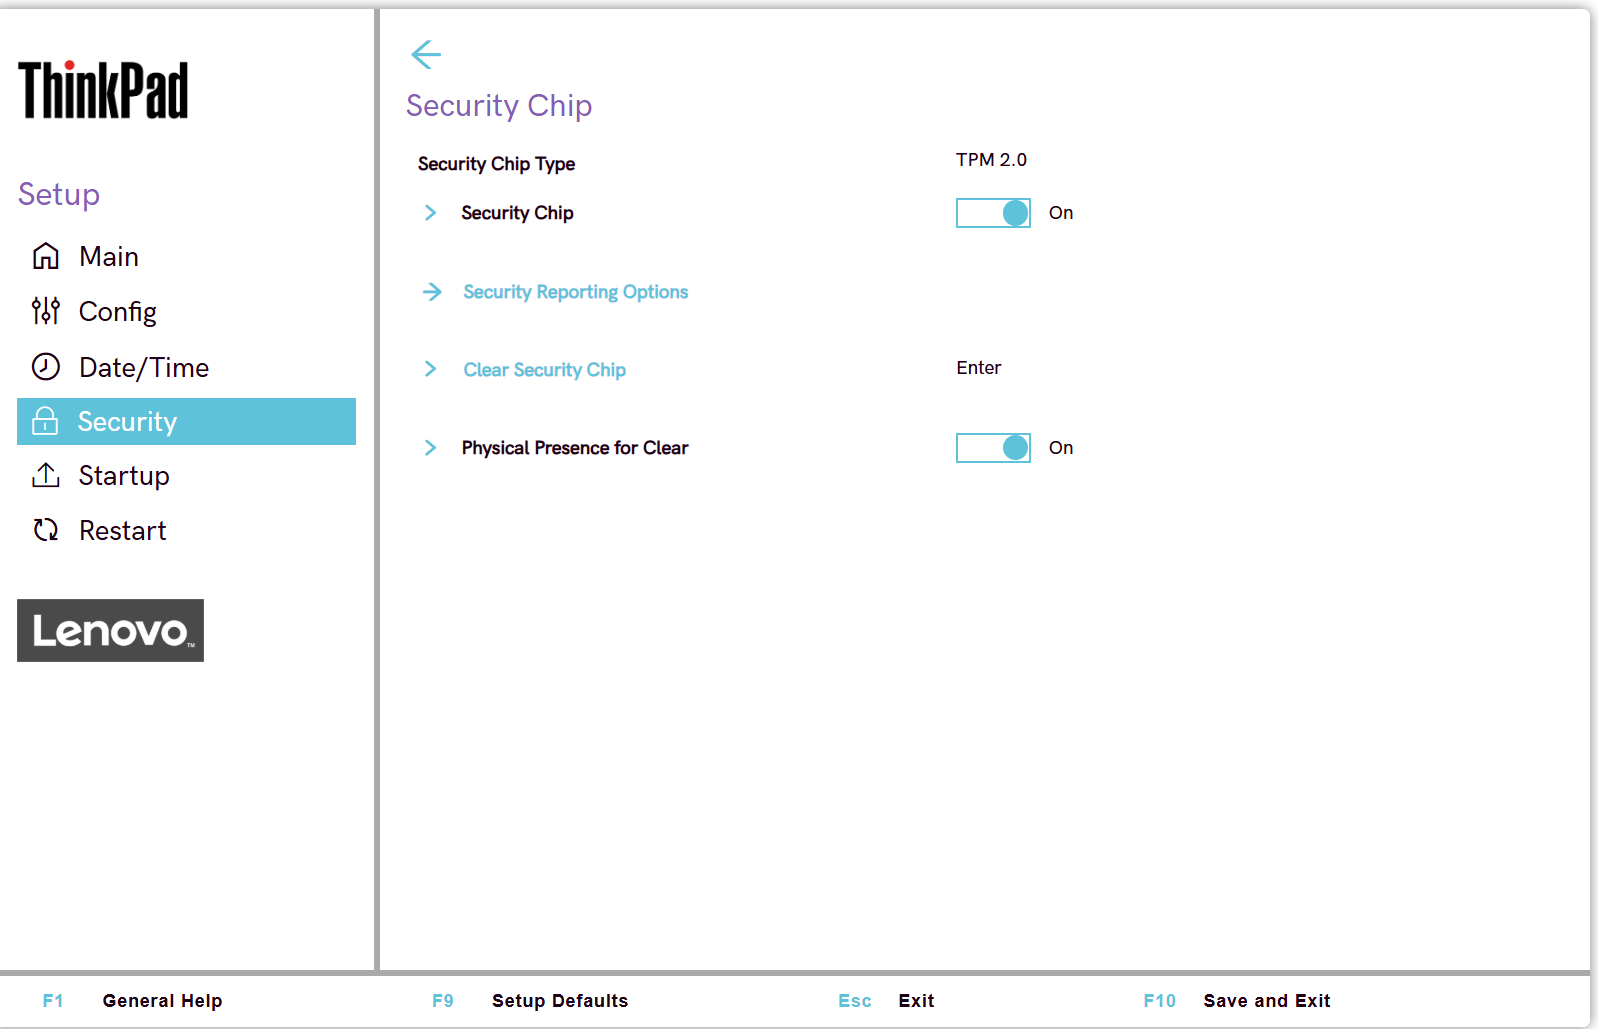 ThinkPad
Setup
Main
Config
Date/Time
Security
Startup
Restart
Lenovo™
Security Chip
Security Chip Type TPM 2.0
Security Chip On
Security Reporting Options
Clear Security Chip Enter
Physical Presence for Clear On
F1 General Help F9 Setup Defaults Esc Exit F10 Save and Exit